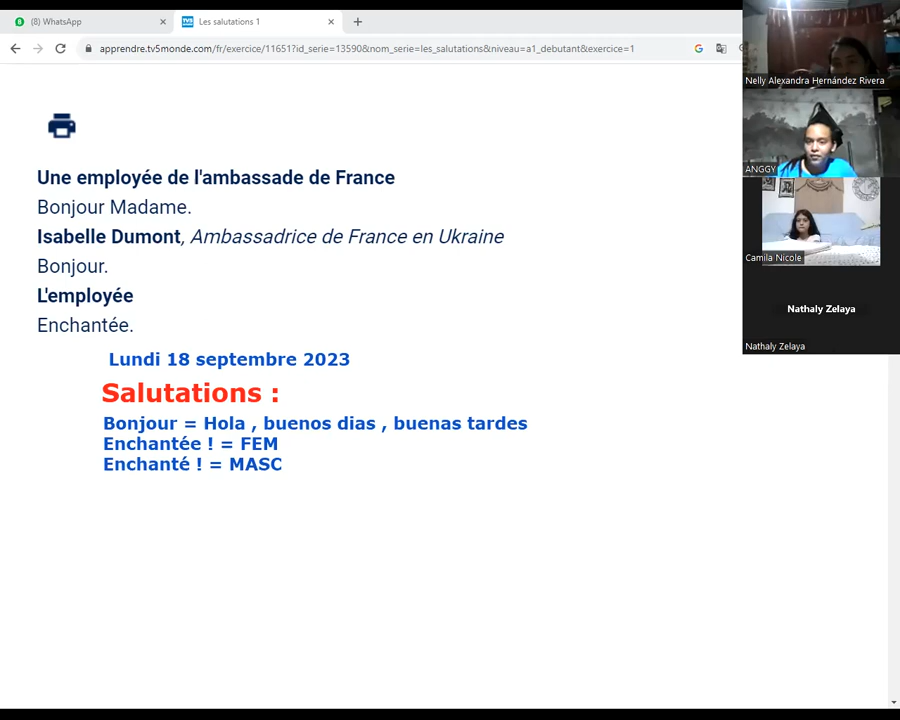 (8) WhatsApp
Les salutations 1
apprendre.tv5monde.com/fr/exercice/11651?id_serie=13590&nom_serie=les_salutations&niveau=a1_debutant&exercice=1
Une employée de l'ambassade de France
Bonjour Madame.
Isabelle Dumont, Ambassadrice de France en Ukraine
Bonjour.
L'employée
Enchantée.
Lundi 18 septembre 2023
Salutations :
Bonjour = Hola , buenos dias , buenas tardes
Enchantée ! = FEM
Enchanté ! = MASC
Nelly Alexandra Hernández Rivera
ANGGY
Camila Nicole
Nathaly Zelaya
Nathaly Zelaya